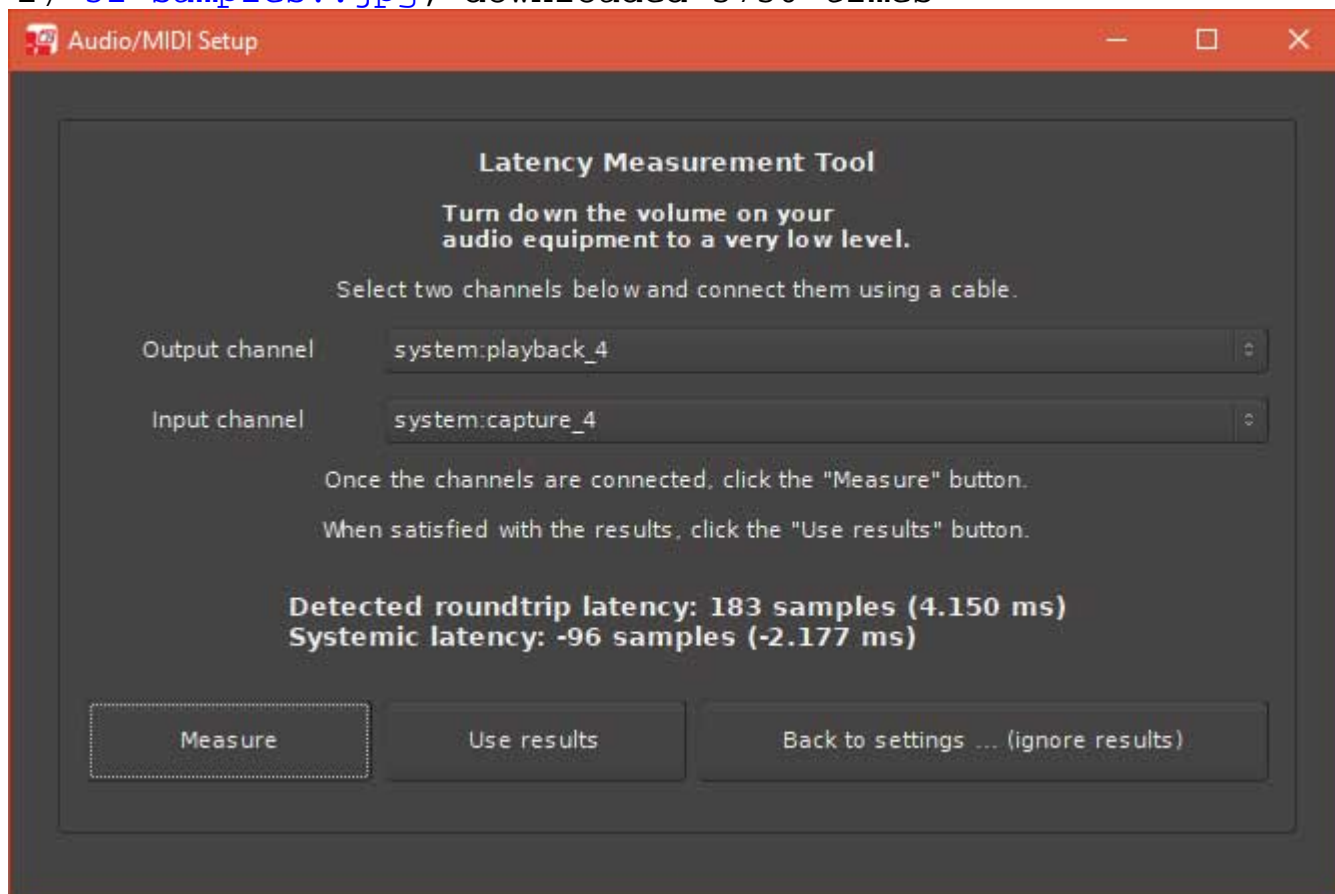 Audio/MIDI Setup
Latency Measurement Tool
Turn down the volume on your
audio equipment to a very low level.
Select two channels below and connect them using a cable.
Output channel system:playback_4
Input channel system:capture_4
Once the channels are connected, click the "Measure" button.
When satisfied with the results, click the "Use results" button.
Detected roundtrip latency: 183 samples (4.150 ms)
Systemic latency: -96 samples (-2.177 ms)
Measure Use results Back to settings ... (ignore results)